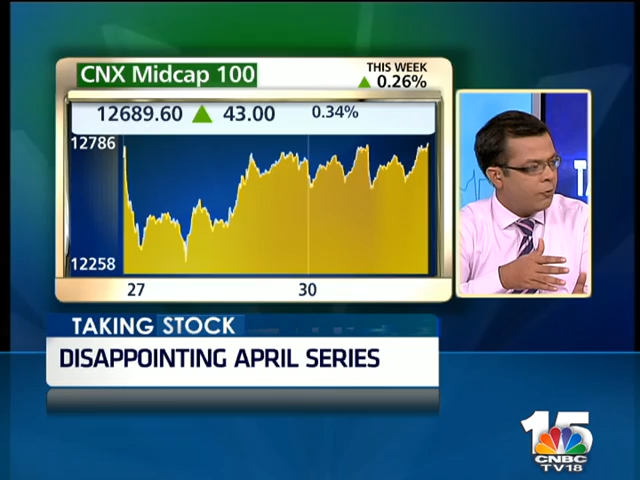 CNX Midcap 100
THIS WEEK
▲ 0.26%
12689.60 ▲ 43.00 0.34%
12786
12258
27 30
TAKING STOCK
DISAPPOINTING APRIL SERIES
15
CNBC
TV18